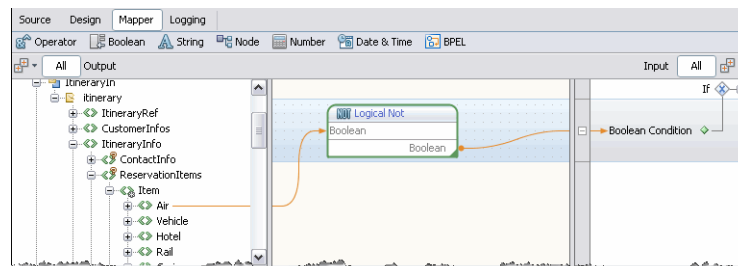 Source Design Mapper Logging
Operator Boolean String Node Number Date & Time BPEL
All Output Input All
ItineraryIn
If
itinerary
ItineraryRef
NOT Logical Not
CustomerInfos
Boolean
Boolean Condition
ItineraryInfo
Boolean
ContactInfo
ReservationItems
Item
Air
Vehicle
Hotel
Rail